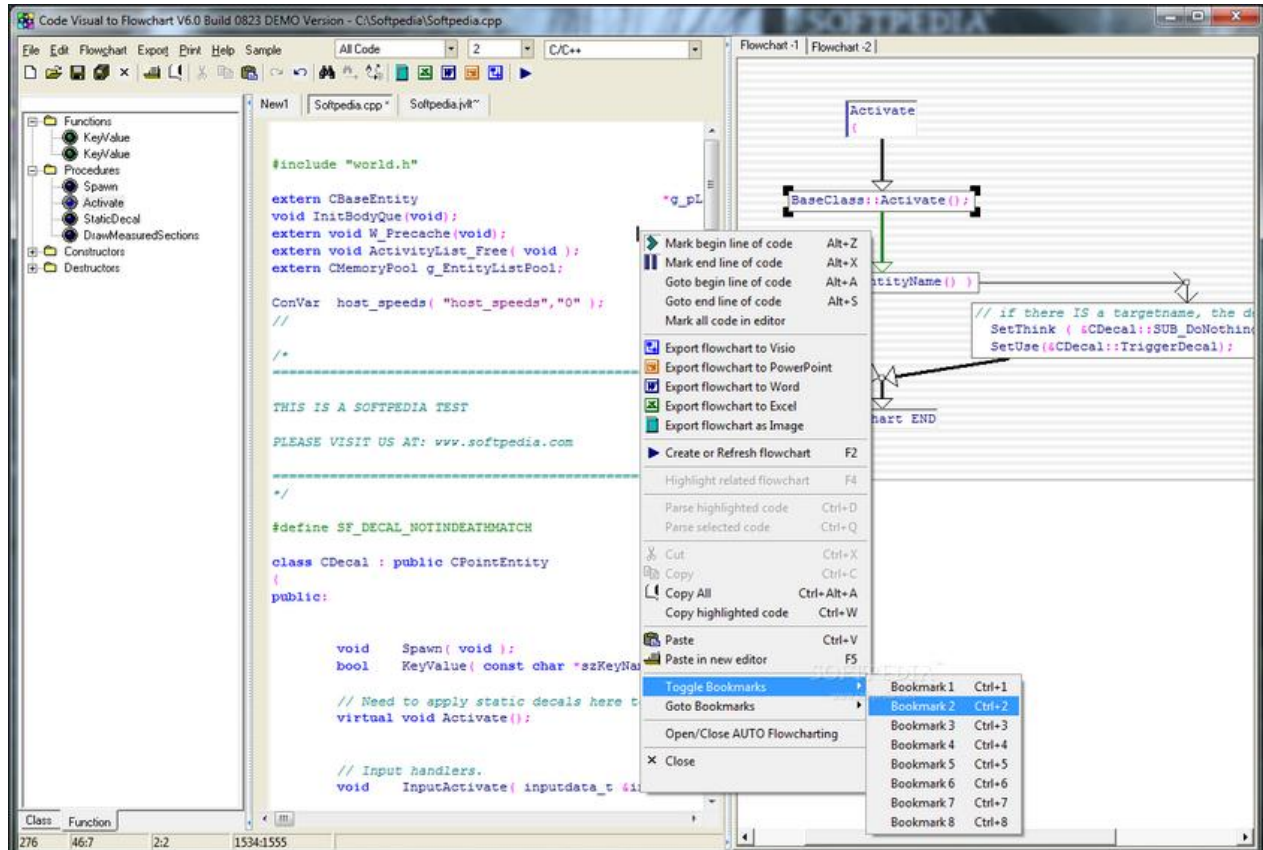 Code Visual to Flowchart V6.0 Build 0823 DEMO Version - C:\Softpedia\Softpedia.cpp
SOFTPEDIA
File Edit Flowchart Export Print Help Sample All Code 2 C/C++
Flowchart -1 Flowchart -2
New1 Softpedia.cpp * Softpedia.jvlt~
Functions
KeyValue
KeyValue
Procedures
Spawn
Activate
StaticDecal
DrawMeasuredSections
Constructors
Destructors
Class Function
#include "world.h"
extern CBaseEntity *g_pL
void InitBodyQue(void);
extern void W_Precache(void);
extern void ActivityList_Free( void );
extern CMemoryPool g_EntityListPool;
ConVar host_speeds( "host_speeds","0" );
//
/*
THIS IS A SOFTPEDIA TEST
PLEASE VISIT US AT: www.softpedia.com
*/
#define SF_DECAL_NOTINDEATHMATCH
class CDecal : public CPointEntity
{
public:
void Spawn( void );
bool KeyValue( const char *szKeyNa
// Need to apply static decals here t
virtual void Activate();
// Input handlers.
void InputActivate( inputdata_t &i
Mark begin line of code Alt+Z
Mark end line of code Alt+X
Goto begin line of code Alt+A
Goto end line of code Alt+S
Mark all code in editor
Export flowchart to Visio
Export flowchart to PowerPoint
Export flowchart to Word
Export flowchart to Excel
Export flowchart as Image
Create or Refresh flowchart F2
Highlight related flowchart F4
Parse highlighted code Ctrl+D
Parse selected code Ctrl+Q
Cut Ctrl+X
Copy Ctrl+C
Copy All Ctrl+Alt+A
Copy highlighted code Ctrl+W
Paste Ctrl+V
Paste in new editor F5
SOFTPEDIA
Toggle Bookmarks
Goto Bookmarks
Open/Close AUTO Flowcharting
Close
Bookmark 1 Ctrl+1
Bookmark 2 Ctrl+2
Bookmark 3 Ctrl+3
Bookmark 4 Ctrl+4
Bookmark 5 Ctrl+5
Bookmark 6 Ctrl+6
Bookmark 7 Ctrl+7
Bookmark 8 Ctrl+8
Activate
{
BaseClass::Activate();
tityName() )
// if there IS a targetname, the d
SetThink ( &CDecal::SUB_DoNothing
SetUse(&CDecal::TriggerDecal);
hart END
276 46:7 2:2 1534:1555